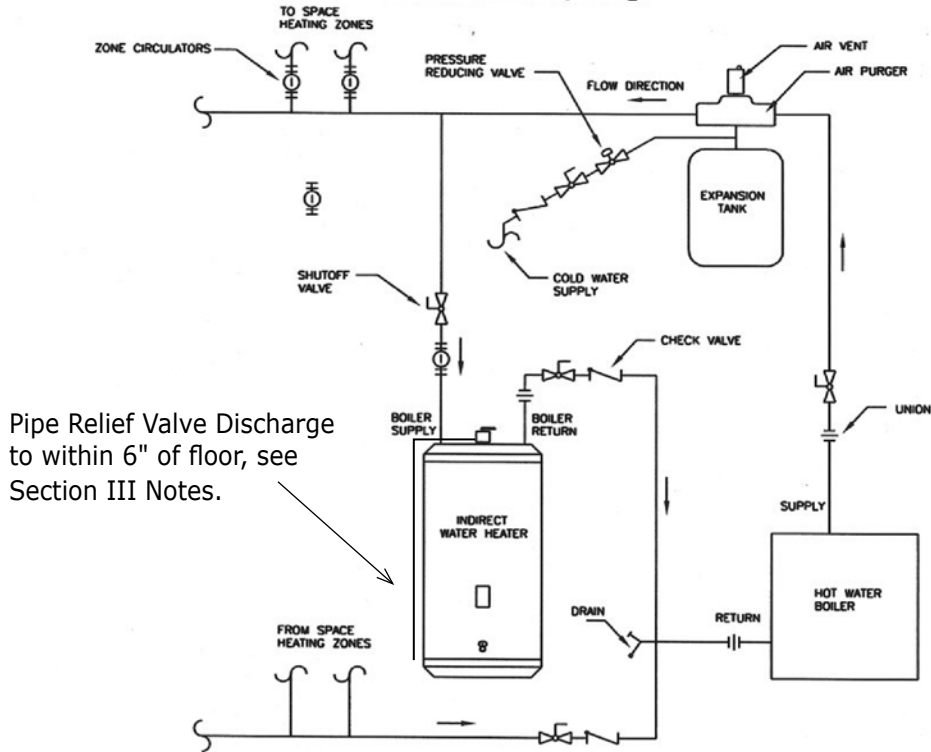 TO SPACE
HEATING ZONES
ZONE CIRCULATORS
PRESSURE
REDUCING VALVE
FLOW DIRECTION
AIR VENT
AIR PURGER
EXPANSION
TANK
SHUTOFF
VALVE
COLD WATER
SUPPLY
CHECK VALVE
UNION
BOILER
SUPPLY
BOILER
RETURN
Pipe Relief Valve Discharge
to within 6" of floor, see
Section III Notes.
SUPPLY
INDIRECT
WATER HEATER
HOT WATER
BOILER
DRAIN
RETURN
FROM SPACE
HEATING ZONES